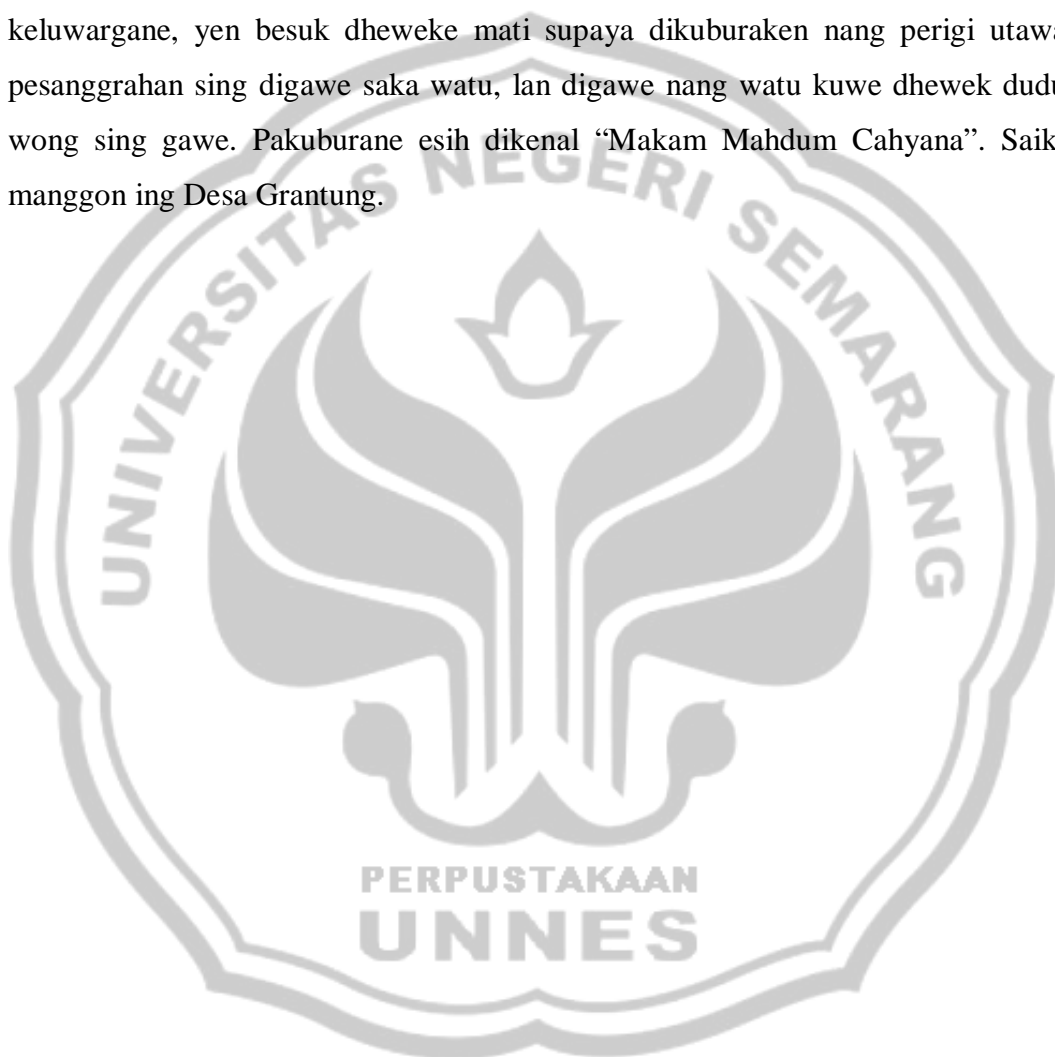 keluwargane, yen besuk dheweke mati supaya dikuburaken nang perigi utawa
pesanggrahan sing digawe saka watu, lan digawe nang watu kuwe dhewek dudu
wong sing gawe. Pakuburane esih dikenal “Makam Mahdum Cahyana”. Saik
manggon ing Desa Grantung.
UNIVERSITAS NEGERI SEMARANG
PERPUSTAKAAN
UNNES